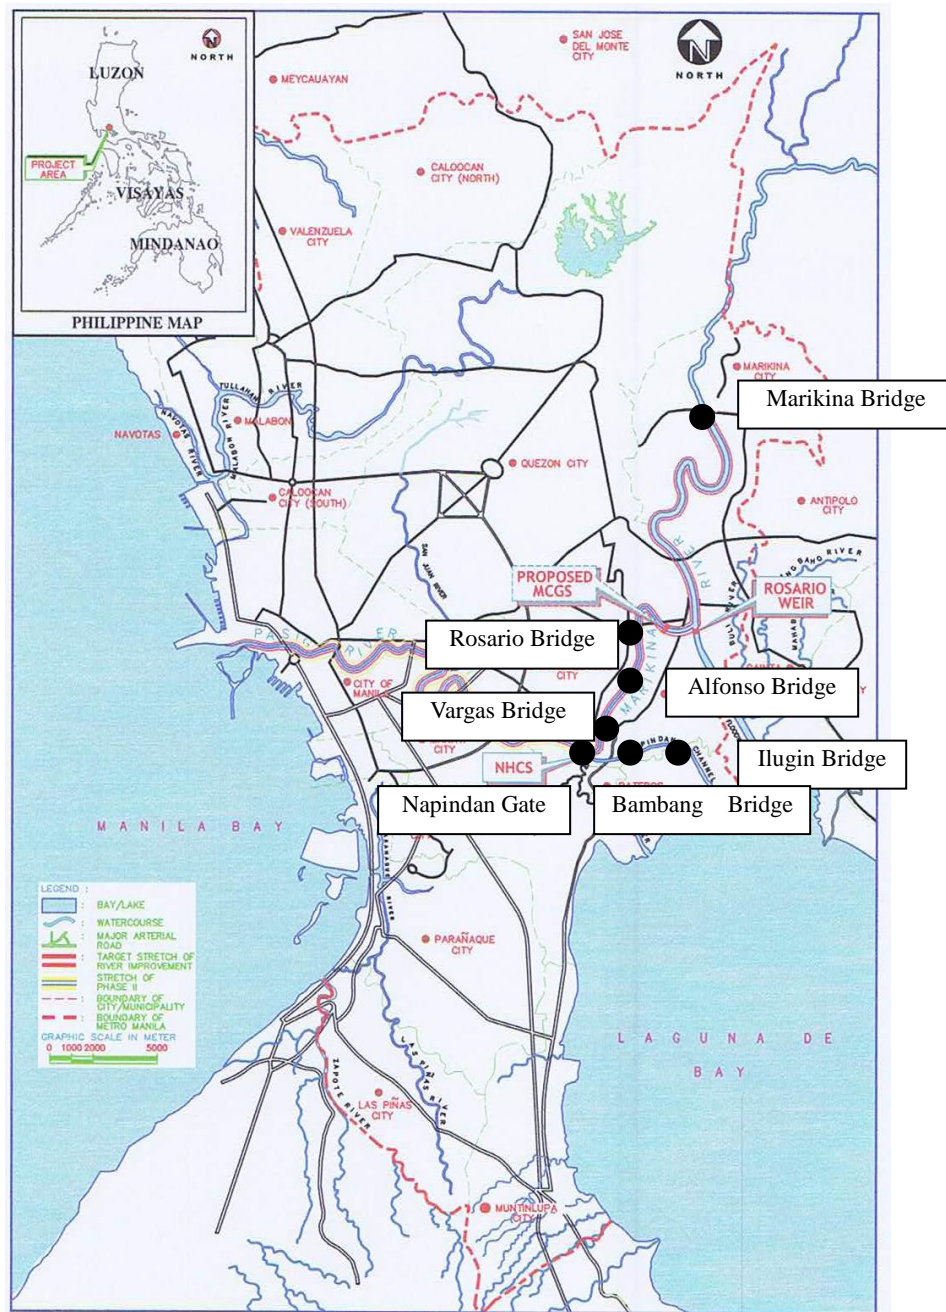 NORTH
LUZON
PROJECT
AREA
VISAYAS
MINDANAO
PHILIPPINE MAP
NORTH
SAN JOSE
DEL MONTE
CITY
MEYCAUAYAN
CALOOCAN
CITY (NORTH)
VALENZUELA
CITY
MARIKINA
CITY
Marikina Bridge
TULLAHAN RIVER
NAVOTAS RIVER
MALABON RIVER
MALABON
NAVOTAS
QUEZON CITY
CALOOCAN
CITY (SOUTH)
ANTIPOLO
CITY
SAN JUAN RIVER
RIVER
PROPOSED
MCGS
ROSARIO
WEIR
PASIG RIVER
Rosario Bridge
CITY
MARIKINA
CITY OF
MANILA
Alfonso Bridge
Vargas Bridge
CITY
NHCS
CHANNEL
Ilugin Bridge
Napindan Gate
Bambang Bridge
MANILA BAY
RIVER
LEGEND :
: BAY/LAKE
: WATERCOURSE
: MAJOR ARTERIAL
ROAD
: TARGET STRETCH OF
RIVER IMPROVEMENT
: STRETCH OF
PHASE II
: BOUNDARY OF
CITY/MUNICIPALITY
: BOUNDARY OF
METRO MANILA
GRAPHIC SCALE IN METER
0 1000 2000 5000
PARAÑAQUE
CITY
LAGUNA DE
BAY
ZAPOTE RIVER
LAS PIÑAS RIVER
LAS PIÑAS
CITY
MUNTINLUPA
CITY